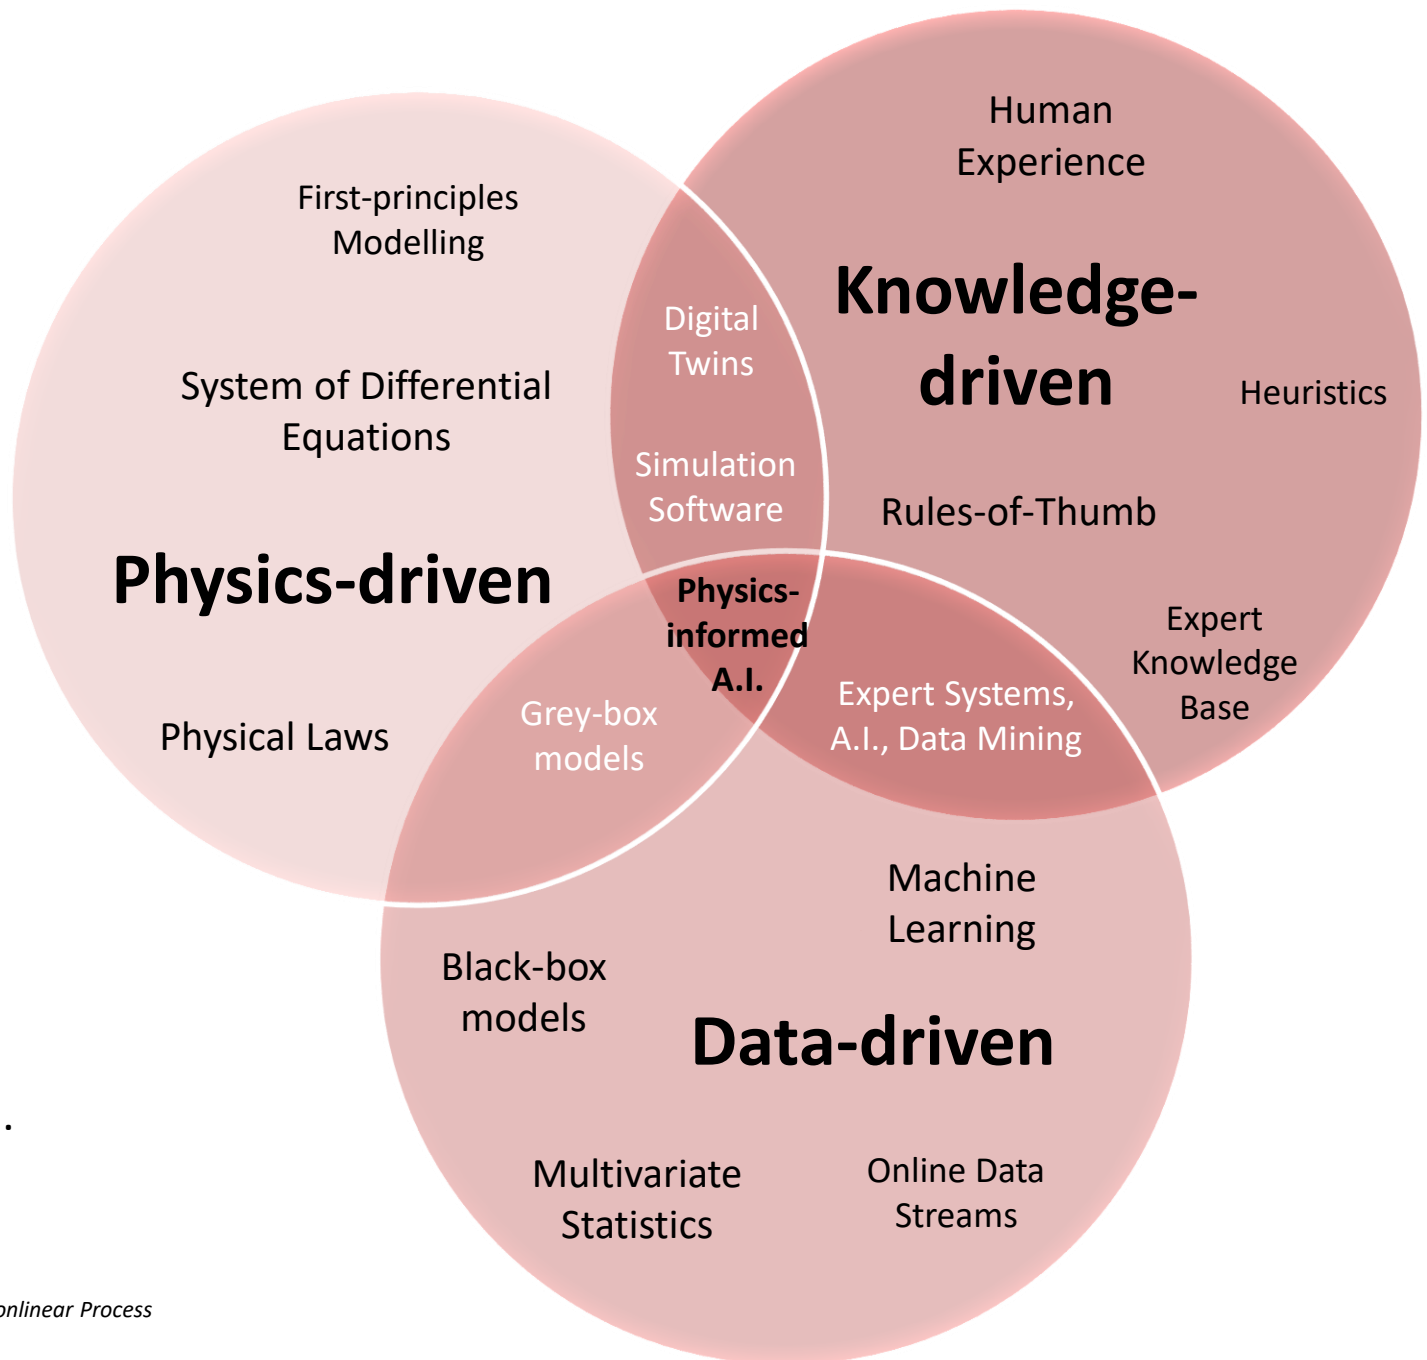 Human
Experience
First-principles
Modelling
Knowledge-
driven
Digital
Twins
System of Differential
Equations
Heuristics
Simulation
Software
Rules-of-Thumb
Physics-driven
Physics-
informed
A.I.
Expert
Knowledge
Base
Grey-box
models
Expert Systems,
A.I., Data Mining
Physical Laws
Machine
Learning
Black-box
models
Data-driven
.
Multivariate
Statistics
Online Data
Streams
onlinear Process